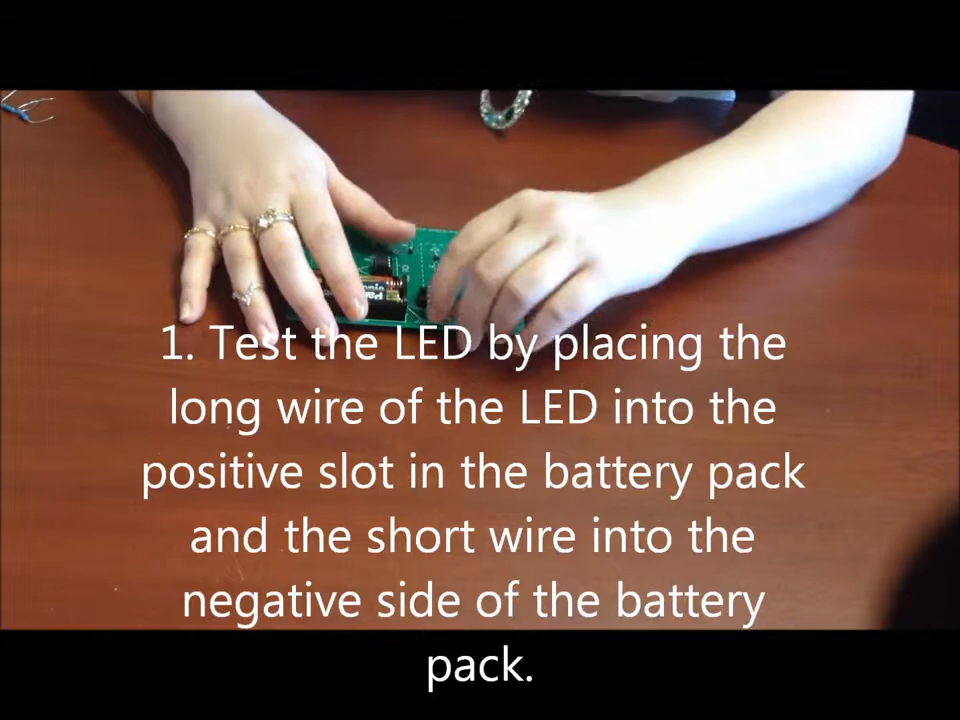 1. Test the LED by placing the
long wire of the LED into the
positive slot in the battery pack
and the short wire into the
negative side of the battery
pack.